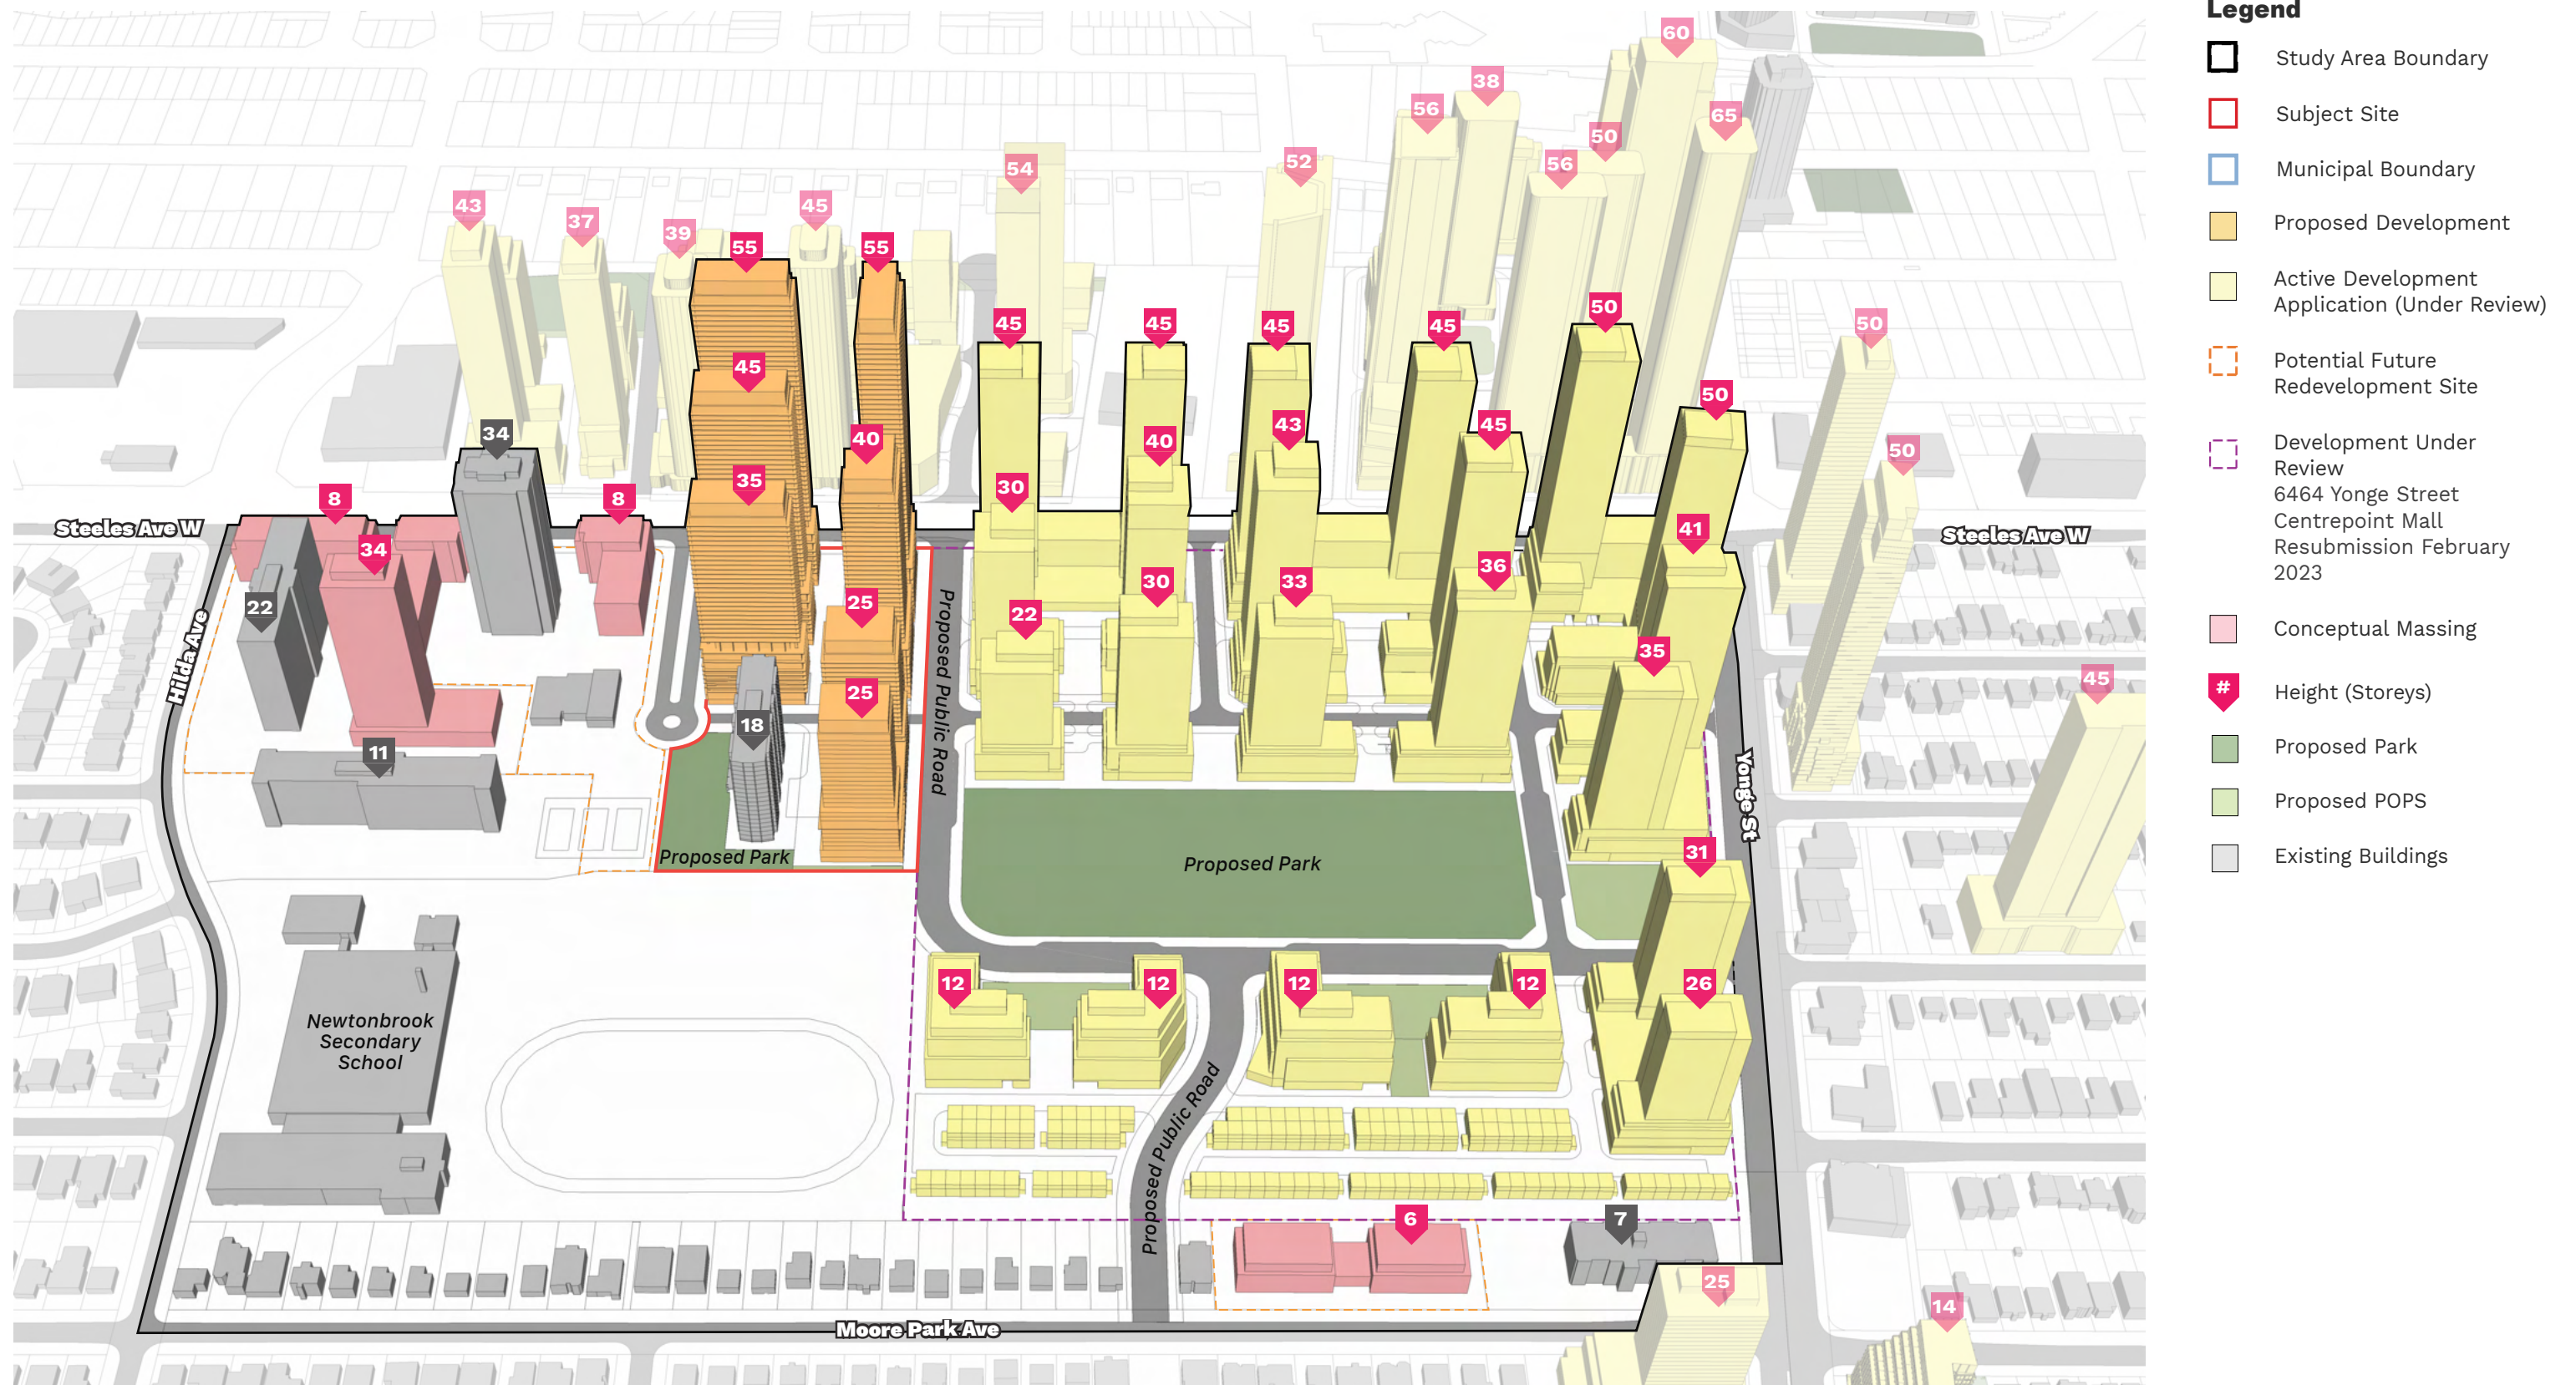 60
38
56
65
50
56
52
54
43
37
39
45
55
55
45
45
45
45
50
50
50
50
45
34
40
35
30
40
43
45
8
8
34
22
41
36
30
33
22
25
35
25
18
11
45
31
26
12
12
12
12
6
7
25
14
Steeles Ave W
Steeles Ave W
Hilda Ave
Yonge St
Moore Park Ave
Proposed Public Road
Proposed Public Road
Proposed Park
Proposed Park
Newtonbrook
Secondary
School
Legend
Study Area Boundary
Subject Site
Municipal Boundary
Proposed Development
Active Development
Application (Under Review)
Potential Future
Redevelopment Site
Development Under
Review
6464 Yonge Street
Centrepoint Mall
Resubmission February
2023
Conceptual Massing
# Height (Storeys)
Proposed Park
Proposed POPS
Existing Buildings